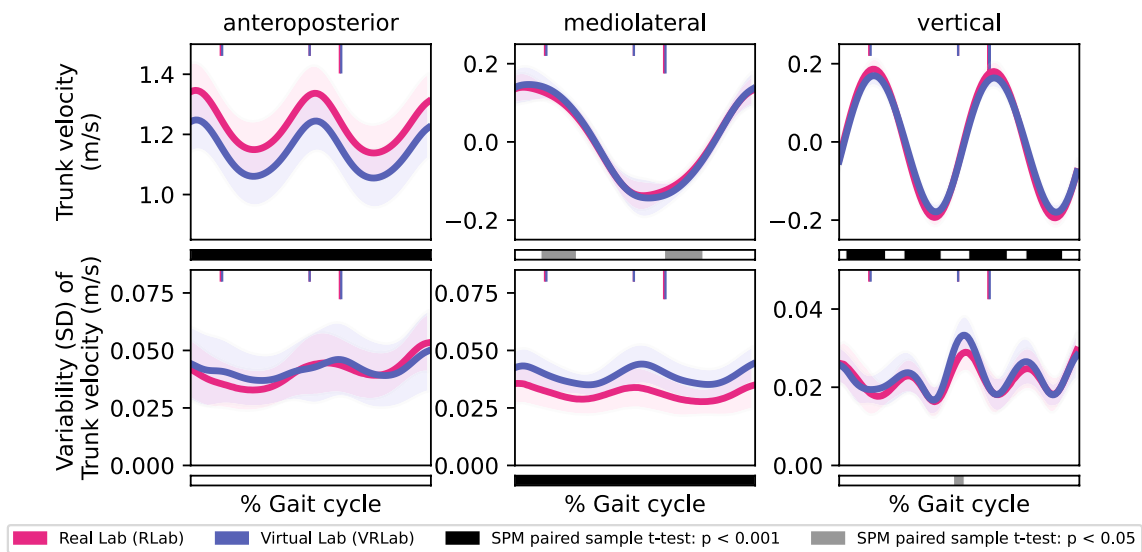 anteroposterior
mediolateral
vertical
Trunk velocity
(m/s)
1.4
1.2
1.0
0.2
0.0
−0.2
0.2
0.0
−0.2
Variability (SD) of
Trunk velocity (m/s)
0.075
0.050
0.025
0.000
0.075
0.050
0.025
0.000
0.04
0.02
0.00
% Gait cycle
% Gait cycle
% Gait cycle
Real Lab (RLab)
Virtual Lab (VRLab)
SPM paired sample t-test: p < 0.001
SPM paired sample t-test: p < 0.05